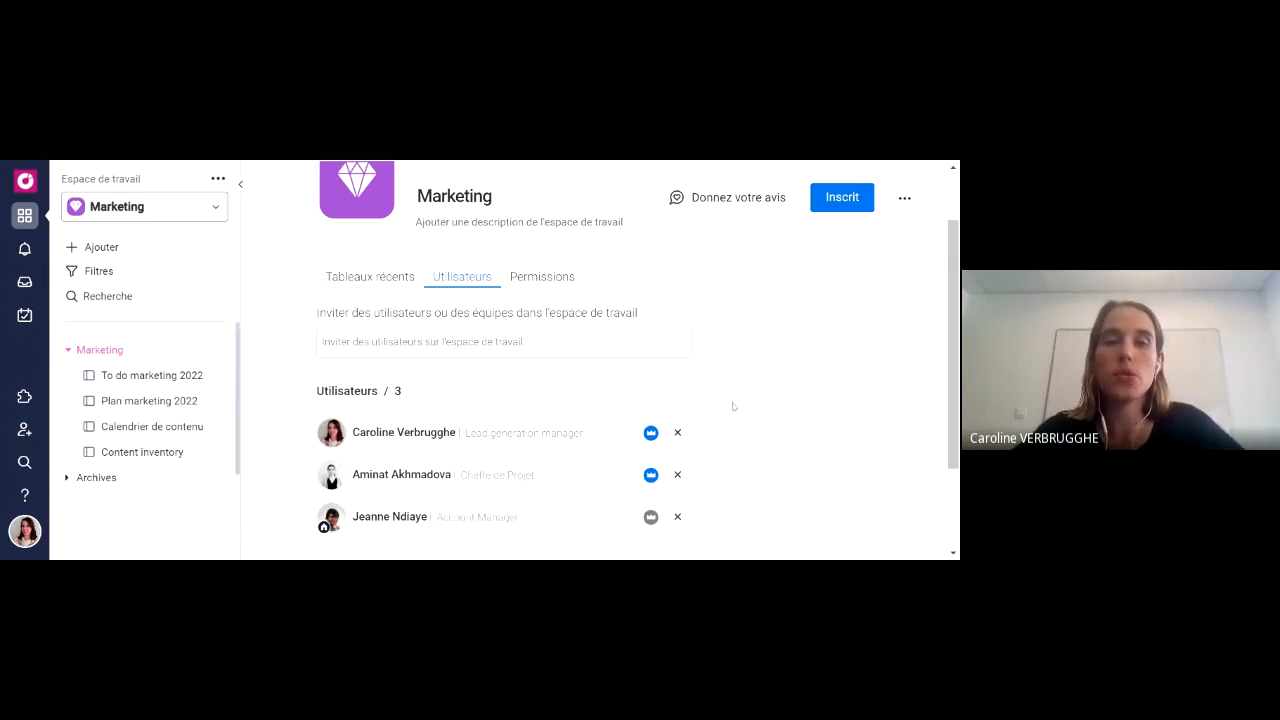 Espace de travail
Marketing
Ajouter
Filtres
Recherche
Marketing
To do marketing 2022
Plan marketing 2022
Calendrier de contenu
Content inventory
Archives
Marketing
Ajouter une description de l'espace de travail
Donnez votre avis
Inscrit
Tableaux récents
Utilisateurs
Permissions
Inviter des utilisateurs ou des équipes dans l'espace de travail
Inviter des utilisateurs sur l'espace de travail
Utilisateurs / 3
Caroline Verbrugghe | Lead generation manager
Aminat Akhmadova | Cheffe de Projet
Jeanne Ndiaye | Account Manager
Caroline VERBRUGGHE